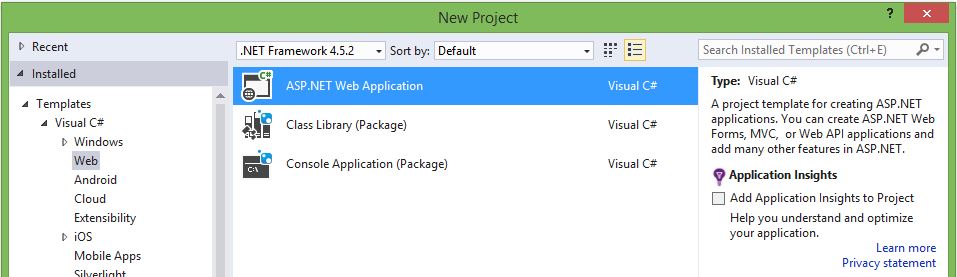 New Project
?
Recent
Installed
Templates
Visual C#
Windows
Web
Android
Cloud
Extensibility
iOS
Mobile Apps
Silverlight
.NET Framework 4.5.2
Sort by: Default
C#
ASP.NET Web Application Visual C#
Class Library (Package) Visual C#
C:\
Console Application (Package) Visual C#
Search Installed Templates (Ctrl+E)
Type: Visual C#
A project template for creating ASP.NET
applications. You can create ASP.NET Web
Forms, MVC, or Web API applications and
add many other features in ASP.NET.
Application Insights
Add Application Insights to Project
Help you understand and optimize
your application.
Learn more
Privacy statement